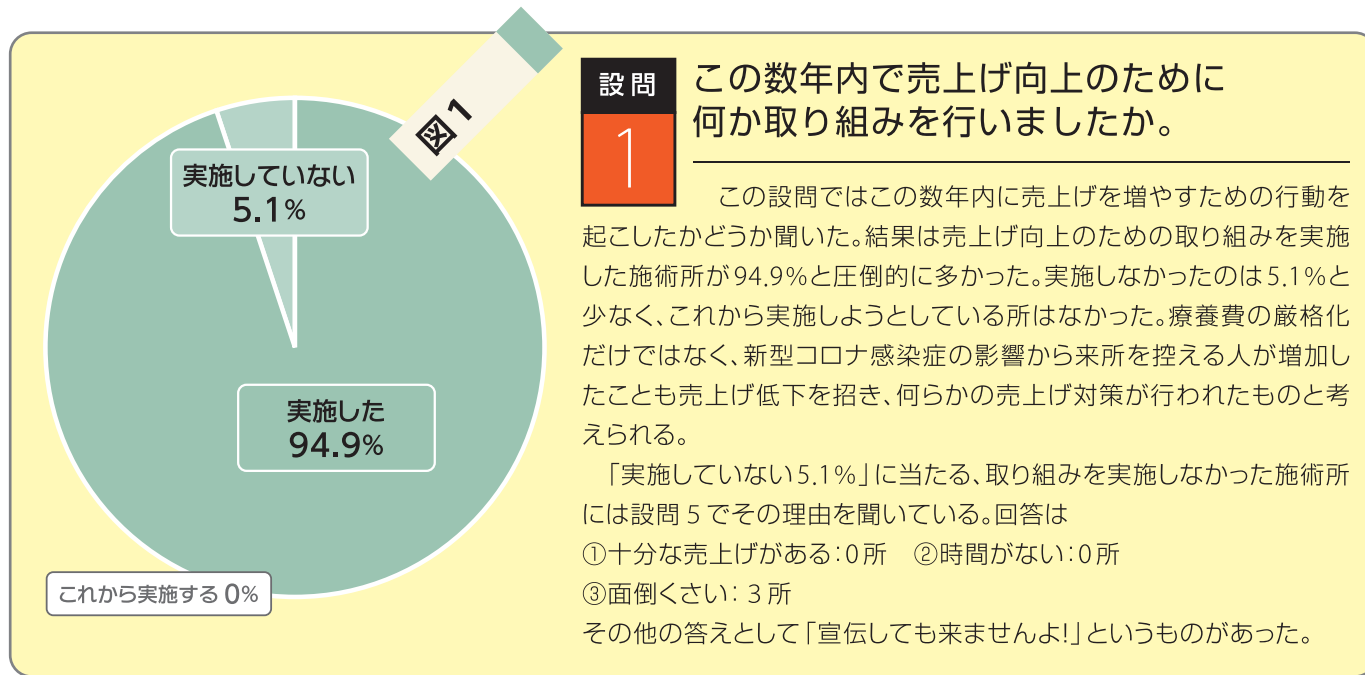 図1
実施していない
5.1%
実施した
94.9%
これから実施する 0%
設問
1
この数年内で売上げ向上のために
何か取り組みを行いましたか。
この設問ではこの数年内に売上げを増やすための行動を
起こしたかどうか聞いた。結果は売上げ向上のための取り組みを実施
した施術所が94.9%と圧倒的に多かった。実施しなかったのは5.1%と
少なく、これから実施しようとしている所はなかった。療養費の厳格化
だけではなく、新型コロナ感染症の影響から来所を控える人が増加し
たことも売上げ低下を招き、何らかの売上げ対策が行われたものと考
えられる。
「実施していない5.1%」に当たる、取り組みを実施しなかった施術所
には設問5でその理由を聞いている。回答は
①十分な売上げがある:0所　②時間がない:0所
③面倒くさい:3所
その他の答えとして「宣伝しても来ませんよ!」というものがあった。